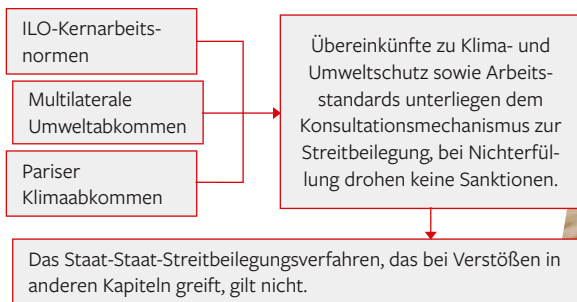 ILO-Kernarbeits-
normen
Multilaterale
Umweltabkommen
Pariser
Klimaabkommen
Übereinkünfte zu Klima- und
Umweltschutz sowie Arbeits-
standards unterliegen dem
Konsultationsmechanismus zur
Streitbeilegung, bei Nichterfül-
lung drohen keine Sanktionen.
Das Staat-Staat-Streitbeilegungsverfahren, das bei Verstößen in
anderen Kapiteln greift, gilt nicht.